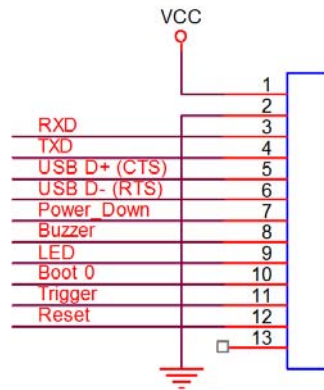 VCC
1
2
RXD 3
TXD 4
USB D+ (CTS) 5
USB D- (RTS) 6
Power_Down 7
Buzzer 8
LED 9
Boot 0 10
Trigger 11
Reset 12
13